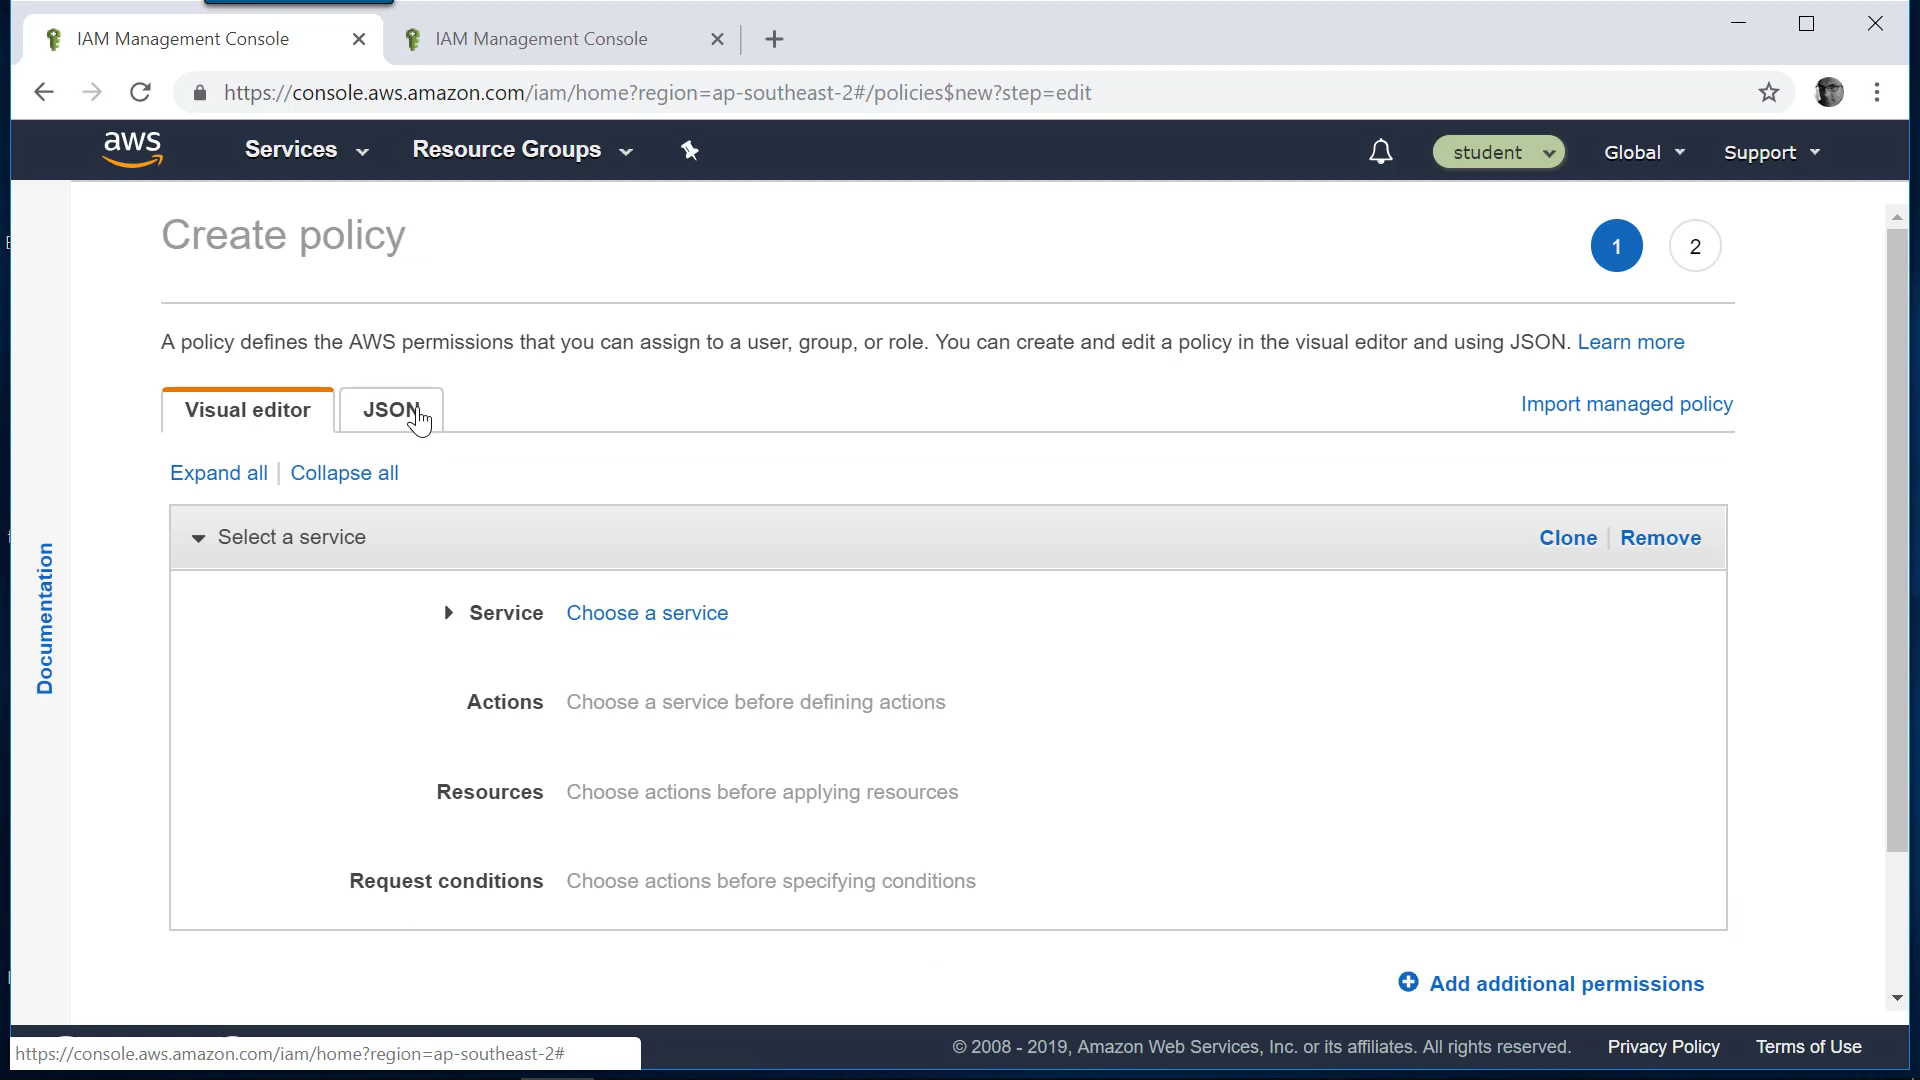 IAM Management Console
IAM Management Console
https://console.aws.amazon.com/iam/home?region=ap-southeast-2#/policies$new?step=edit
aws
Services
Resource Groups
student
Global
Support
Create policy
1
2
A policy defines the AWS permissions that you can assign to a user, group, or role. You can create and edit a policy in the visual editor and using JSON. Learn more
Visual editor
JSON
Import managed policy
Expand all
Collapse all
Select a service
Clone
Remove
Documentation
Service Choose a service
Actions Choose a service before defining actions
Resources Choose actions before applying resources
Request conditions Choose actions before specifying conditions
Add additional permissions
https://console.aws.amazon.com/iam/home?region=ap-southeast-2#
© 2008 - 2019, Amazon Web Services, Inc. or its affiliates. All rights reserved.
Privacy Policy
Terms of Use